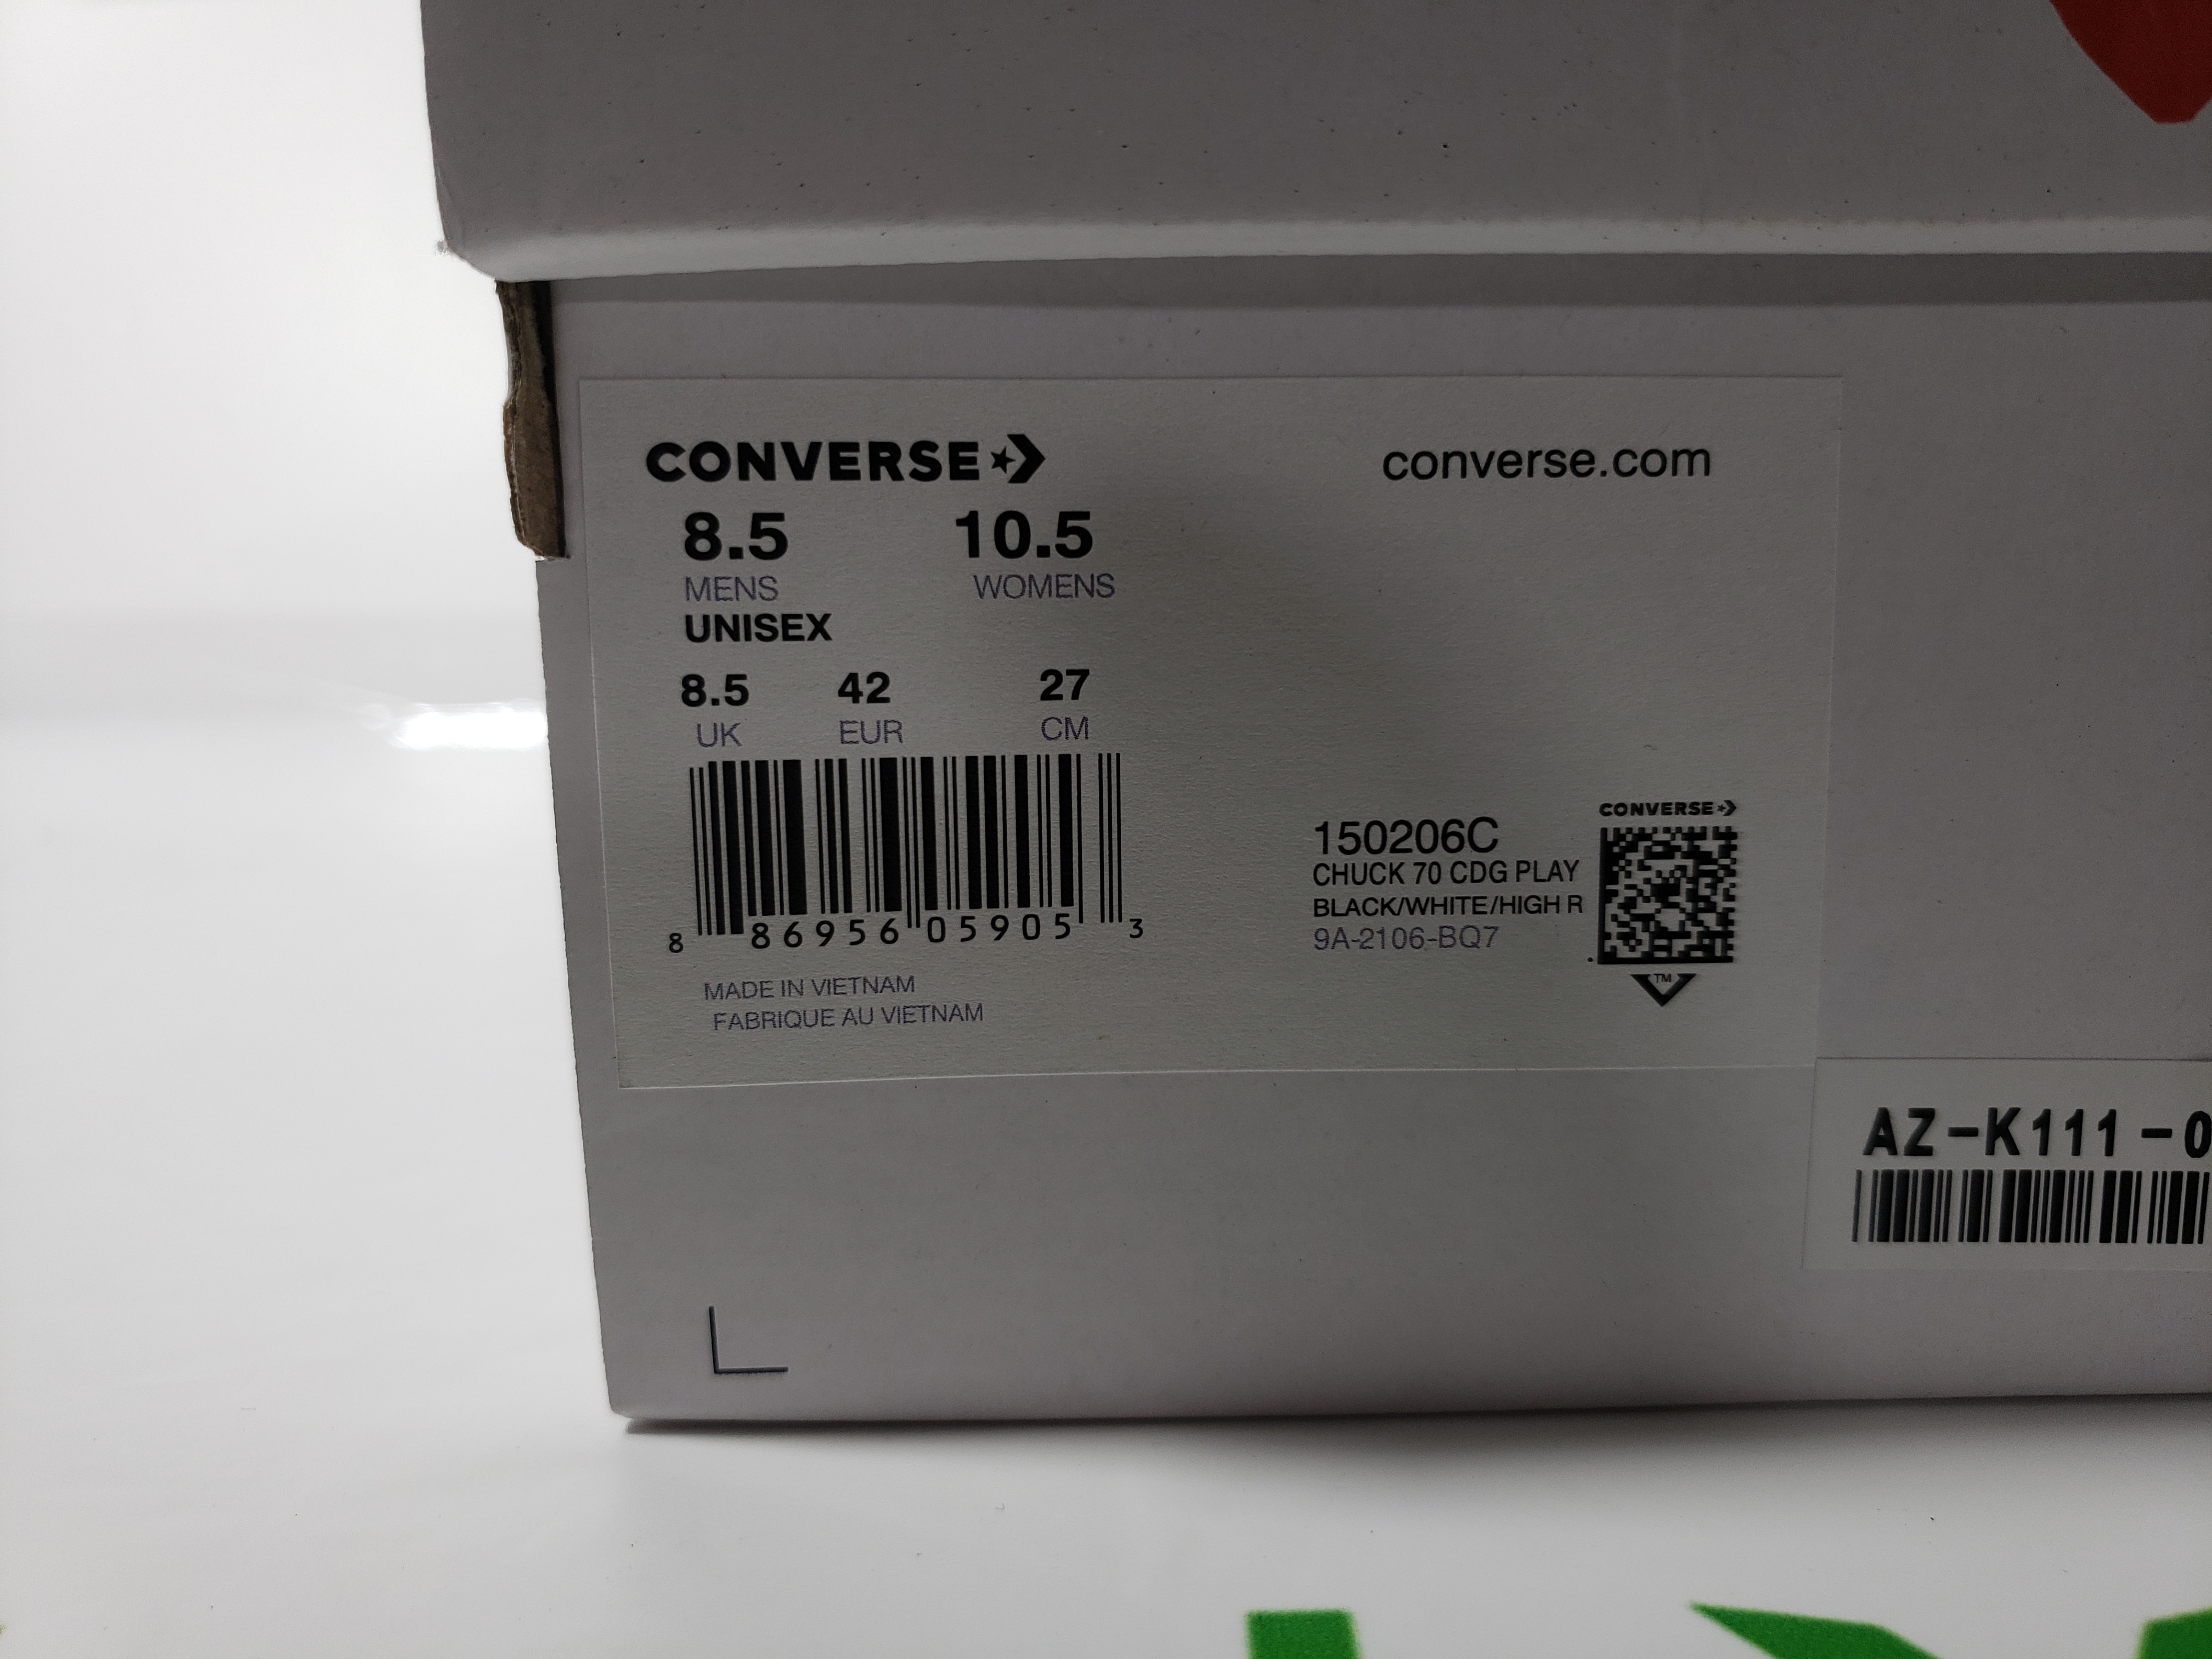 CONVERSE
converse.com
8.5 10.5
MENS WOMENS
UNISEX
8.5 42 27
UK EUR CM
8 86956 05905 3
MADE IN VIETNAM
FABRIQUE AU VIETNAM
CONVERSE
150206C
CHUCK 70 CDG PLAY
BLACK/WHITE/HIGH R
9A-2106-BQ7
TM
AZ-K111-0